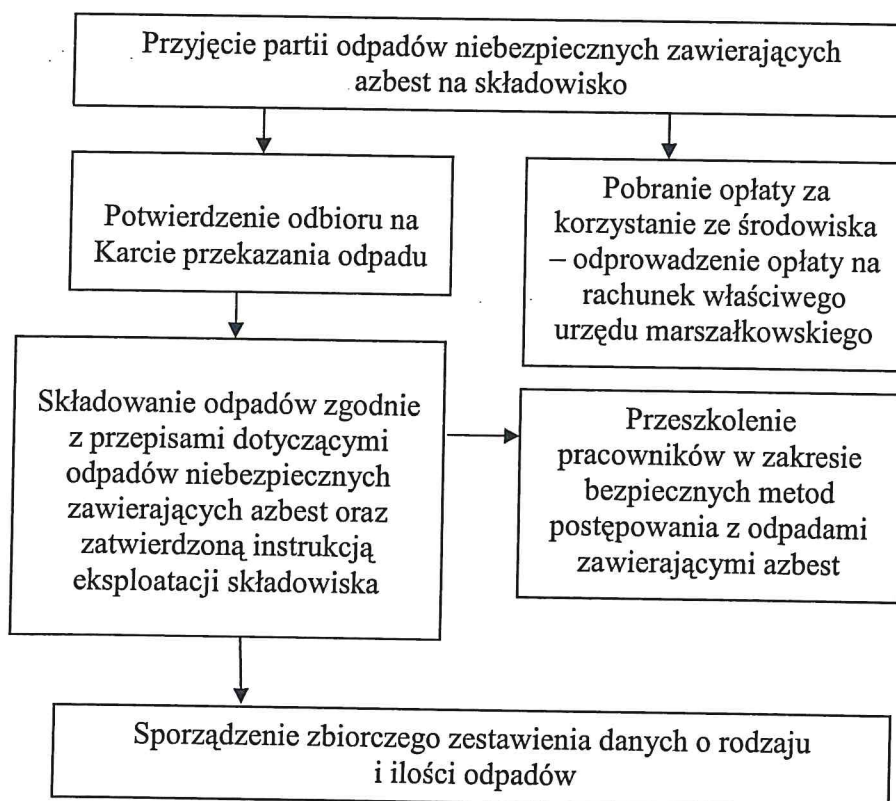 Przyjęcie partii odpadów niebezpiecznych zawierających
azbest na składowisko
Potwierdzenie odbioru na
Karcie przekazania odpadu
Pobranie opłaty za
korzystanie ze środowiska
– odprowadzenie opłaty na
rachunek właściwego
urzędu marszałkowskiego
Składowanie odpadów zgodnie
z przepisami dotyczącymi
odpadów niebezpiecznych
zawierających azbest oraz
zatwierdzoną instrukcją
eksploatacji składowiska
Przeszkolenie
pracowników w zakresie
bezpiecznych metod
postępowania z odpadami
zawierającymi azbest
Sporządzenie zbiorczego zestawienia danych o rodzaju
i ilości odpadów